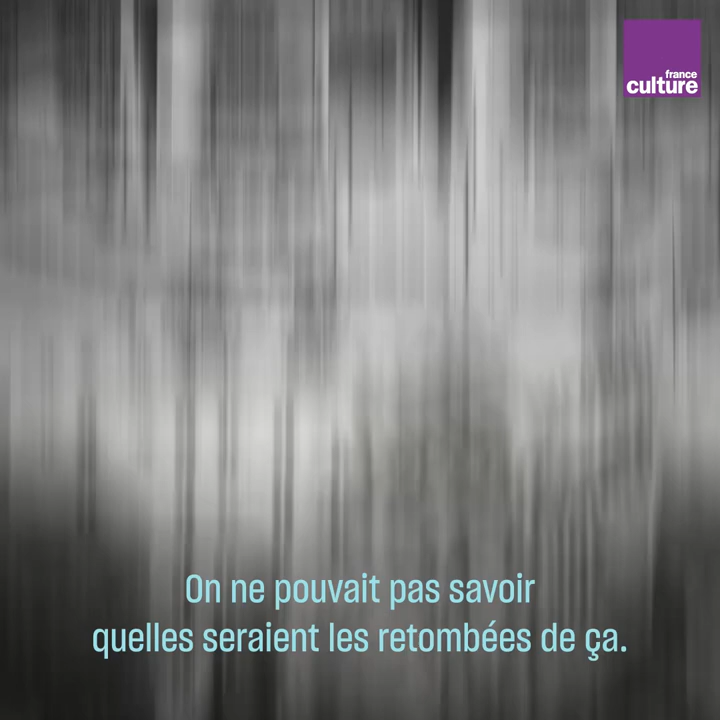 france
culture
On ne pouvait pas savoir
quelles seraient les retombées de ça.